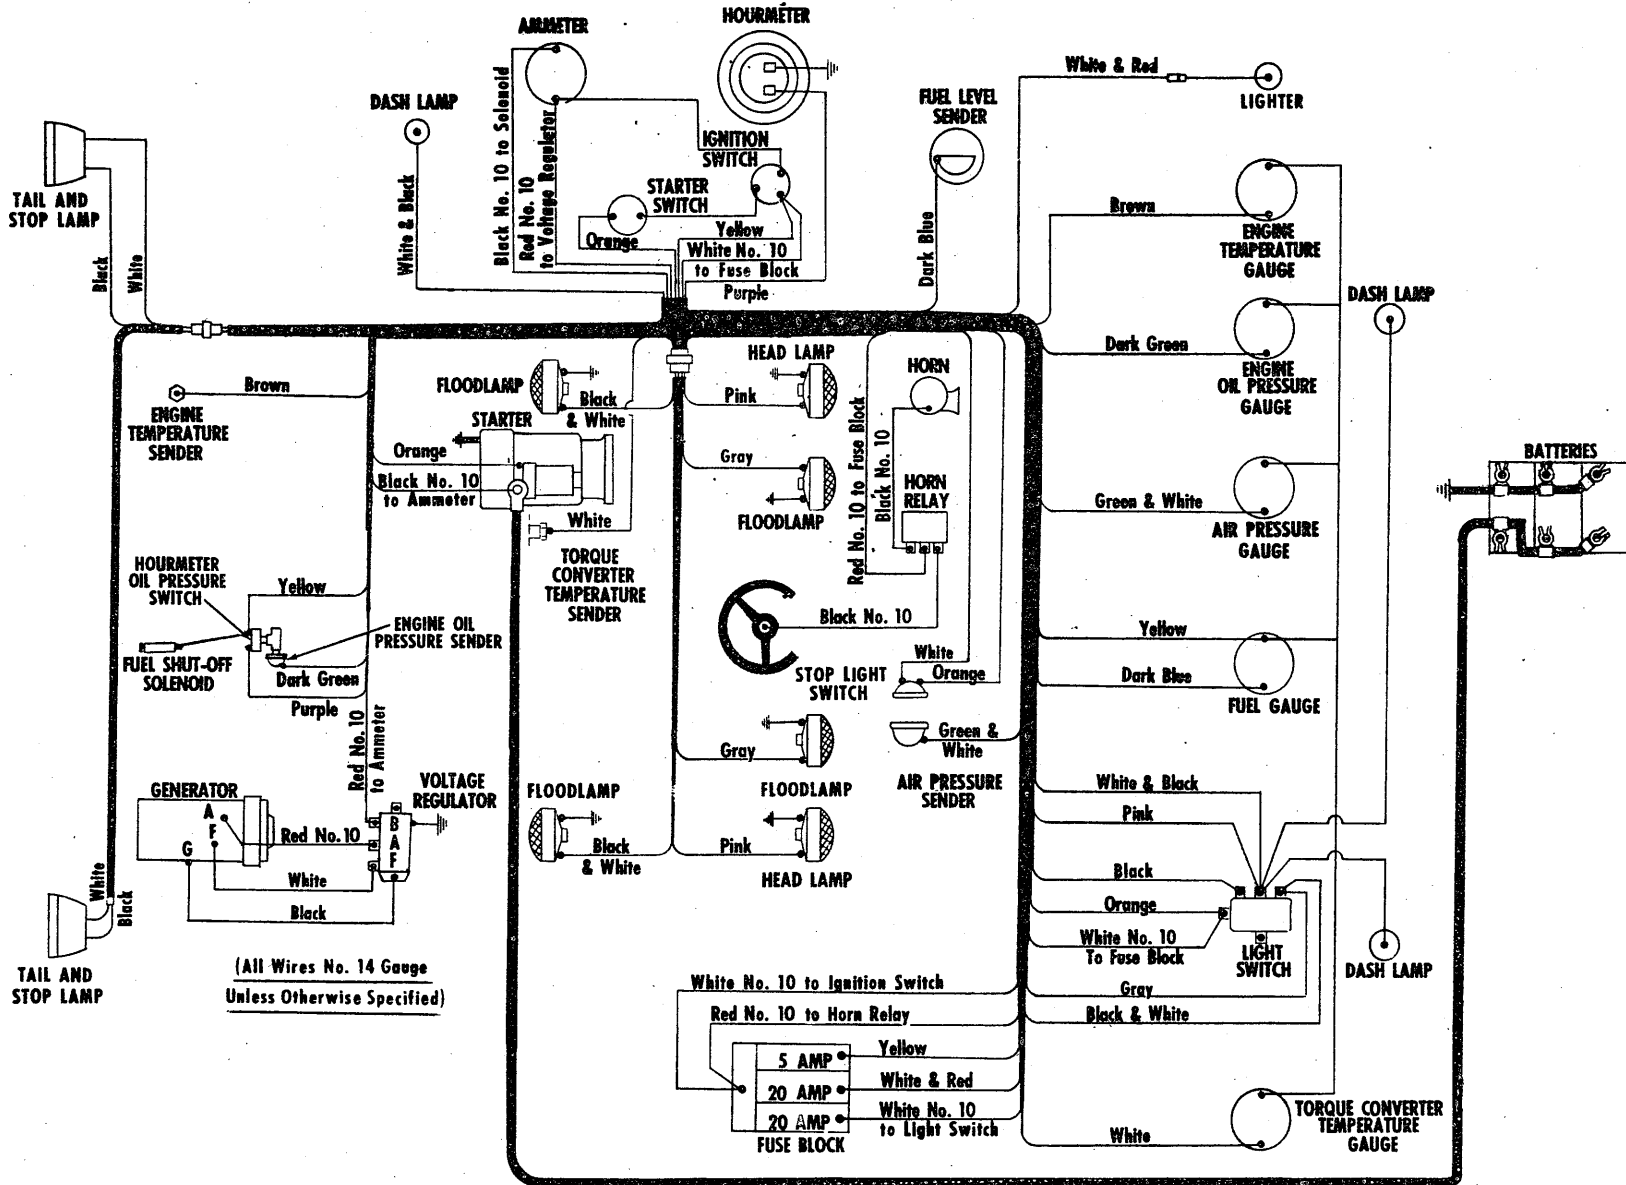 AMMETER
HOURMETER
DASH LAMP
Black No. 10 to Solenoid
Red No. 10
to Voltage Regulator
IGNITION
SWITCH
STARTER
SWITCH
Orange
Yellow
White No. 10
to Fuse Block
Purple
White & Black
FUEL LEVEL
SENDER
Dark Blue
White & Red
LIGHTER
TAIL AND
STOP LAMP
Black
White
Brown
ENGINE
TEMPERATURE
GAUGE
DASH LAMP
Dark Green
ENGINE
OIL PRESSURE
GAUGE
Brown
ENGINE
TEMPERATURE
SENDER
FLOODLAMP
Black
& White
HEAD LAMP
Pink
HORN
STARTER
Orange
Black No. 10
to Ammeter
Gray
FLOODLAMP
Red No. 10 to Fuse Block
Black No. 10
HORN
RELAY
Green & White
AIR PRESSURE
GAUGE
BATTERIES
White
TORQUE
CONVERTER
TEMPERATURE
SENDER
HOURMETER
OIL PRESSURE
SWITCH
Yellow
ENGINE OIL
PRESSURE SENDER
FUEL SHUT-OFF
SOLENOID
Dark Green
Purple
Black No. 10
White
Orange
STOP LIGHT
SWITCH
Yellow
Dark Blue
FUEL GAUGE
Red No. 10
to Ammeter
Gray
Green &
White
AIR PRESSURE
SENDER
GENERATOR
A
F
G
Red No. 10
White
Black
VOLTAGE
REGULATOR
B
A
F
FLOODLAMP
Black
& White
FLOODLAMP
Pink
HEAD LAMP
White & Black
Pink
Black
Orange
White No. 10
To Fuse Block
LIGHT
SWITCH
DASH LAMP
Gray
Black & White
White
Black
TAIL AND
STOP LAMP
(All Wires No. 14 Gauge
Unless Otherwise Specified)
White No. 10 to Ignition Switch
Red No. 10 to Horn Relay
5 AMP
Yellow
20 AMP
White & Red
20 AMP
White No. 10
to Light Switch
FUSE BLOCK
White
TORQUE CONVERTER
TEMPERATURE
GAUGE